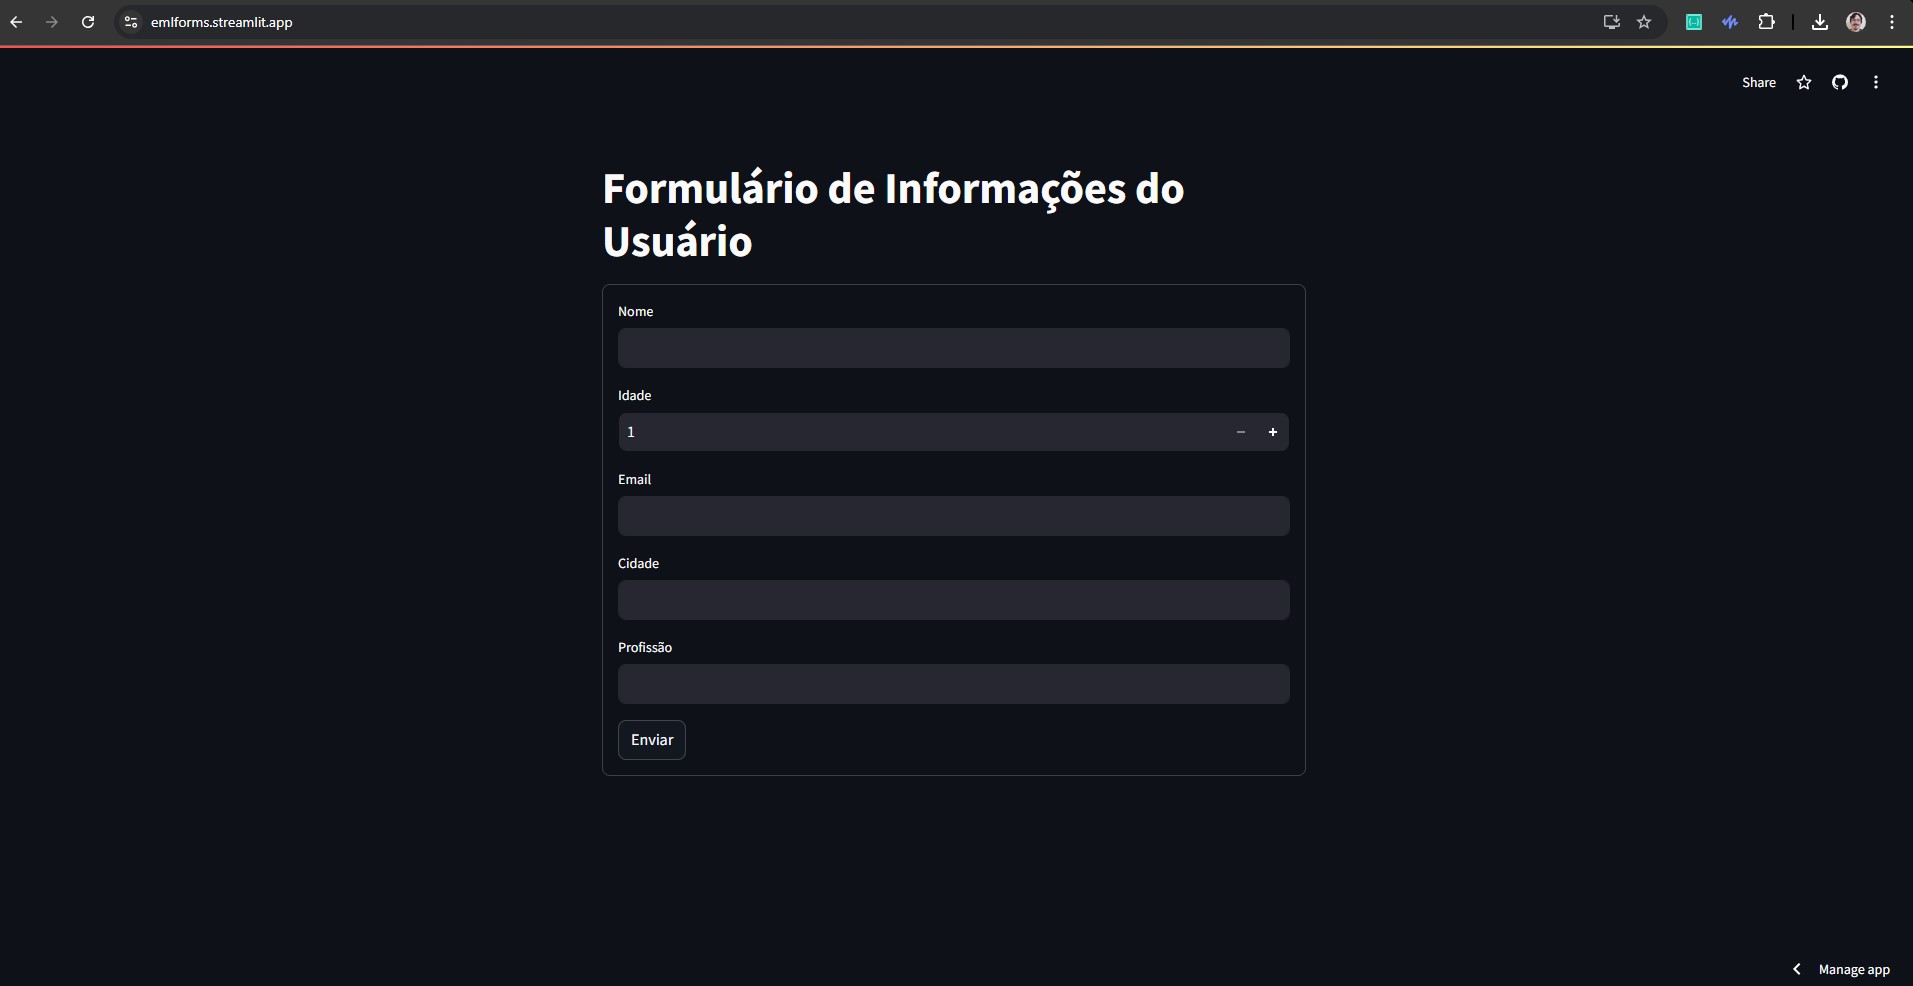 emlforms.streamlit.app
Share
Formulário de Informações do
Usuário
Nome
Idade
1
Email
Cidade
Profissão
Enviar
Manage app